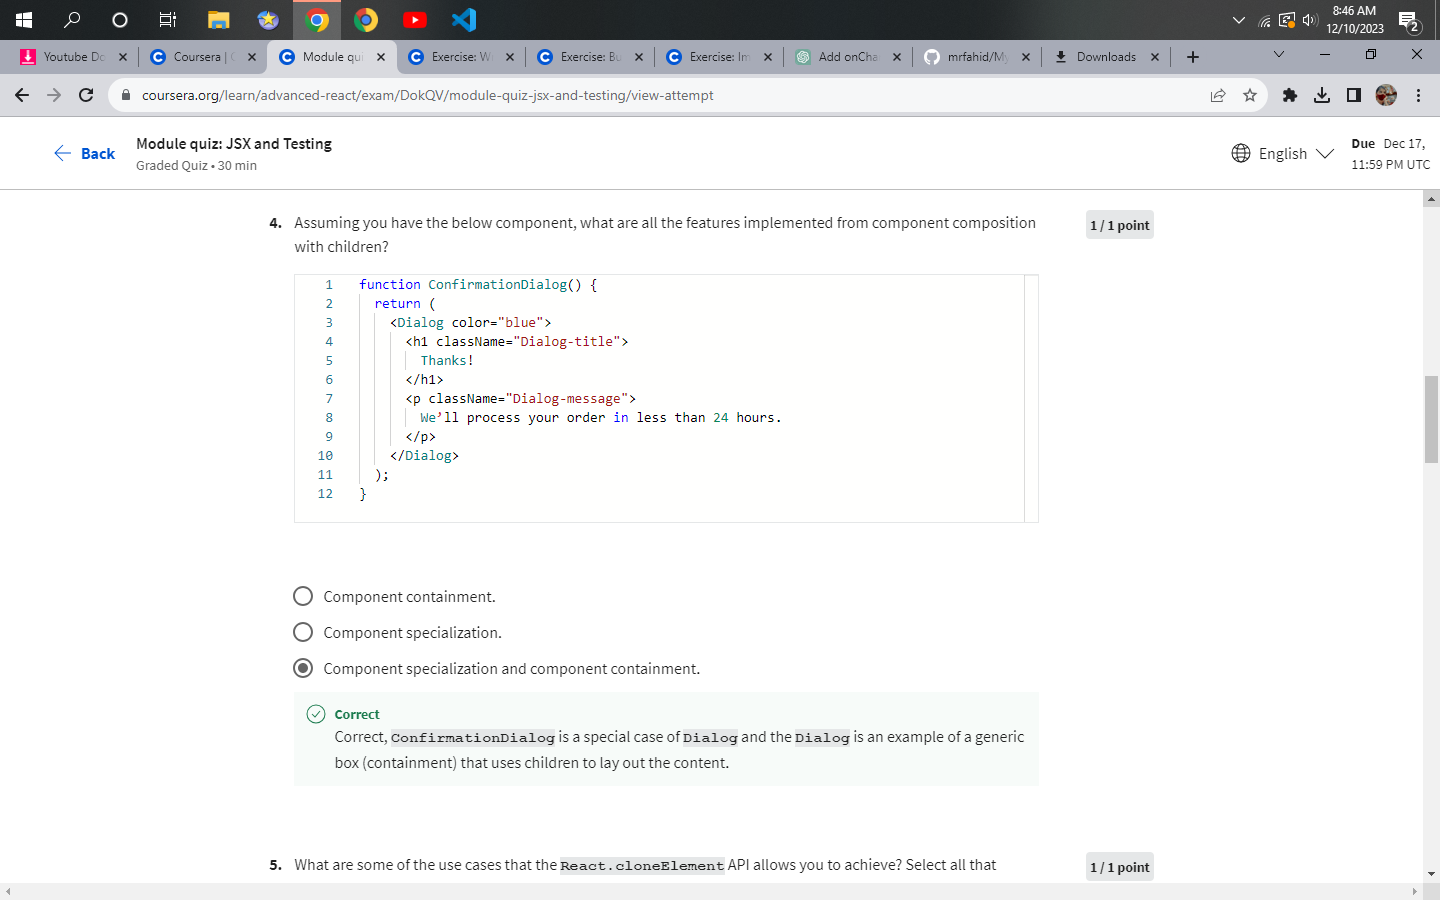 8:46 AM
12/10/2023
2
Youtube Do
Coursera | C
Module qui
Exercise: W
Exercise: Bu
Exercise: Im
Add onCha
mrfahid/My
Downloads
coursera.org/learn/advanced-react/exam/DokQV/module-quiz-jsx-and-testing/view-attempt
Back
Module quiz: JSX and Testing
Graded Quiz • 30 min
English
Due Dec 17,
11:59 PM UTC
4. Assuming you have the below component, what are all the features implemented from component composition
with children?
1 / 1 point
1 function ConfirmationDialog() {
2 return (
3 <Dialog color="blue">
4 <h1 className="Dialog-title">
5 Thanks!
6 </h1>
7 <p className="Dialog-message">
8 We’ll process your order in less than 24 hours.
9 </p>
10 </Dialog>
11 );
12 }
Component containment.
Component specialization.
Component specialization and component containment.
Correct
Correct, ConfirmationDialog is a special case of Dialog and the Dialog is an example of a generic
box (containment) that uses children to lay out the content.
5. What are some of the use cases that the React.cloneElement API allows you to achieve? Select all that
1 / 1 point